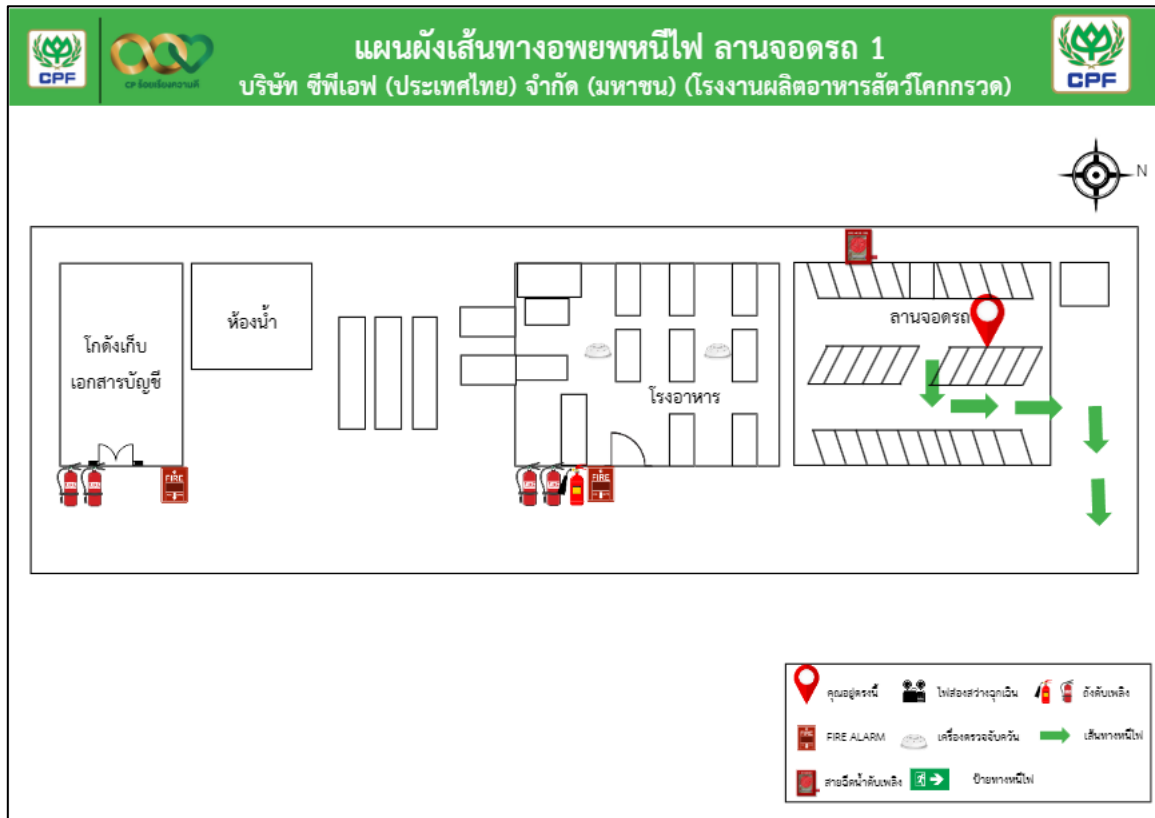 แผนผังเส้นทางอพยพหนีไฟ ลานจอดรถ 1
บริษัท ซีพีเอฟ (ประเทศไทย) จำกัด (มหาชน) (โรงงานผลิตอาหารสัตว์โคกกรวด)
CPF
CP ร้อยเรียงความดี
CPF
N
ห้องน้ำ
ลานจอดรถ
โกดังเก็บ
เอกสารบัญชี
โรงอาหาร
FIRE
FIRE
คุณอยู่ตรงนี้
ไฟส่องสว่างฉุกเฉิน
ถังดับเพลิง
FIRE ALARM
เครื่องตรวจจับควัน
เส้นทางหนีไฟ
สายฉีดน้ำดับเพลิง
ป้ายทางหนีไฟ